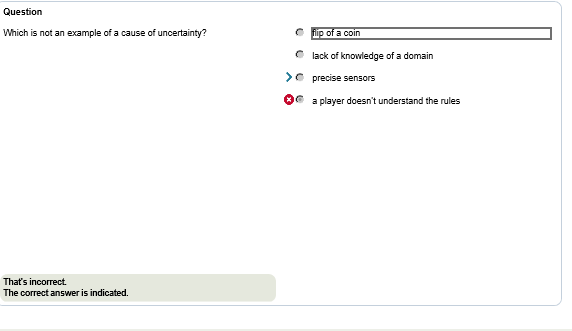 Question
Which is not an example of a cause of uncertainty?
flip of a coin
lack of knowledge of a domain
precise sensors
a player doesn't understand the rules
That's incorrect.
The correct answer is indicated.